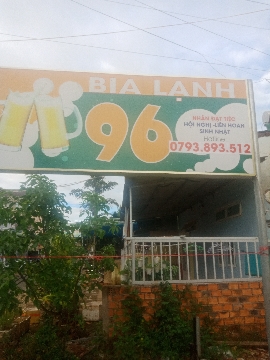 BIA LẠNH
96
NHẬN ĐẶT TIỆC
HỘI NGHỊ-LIÊN HOAN
SINH NHẬT
0793.893.512